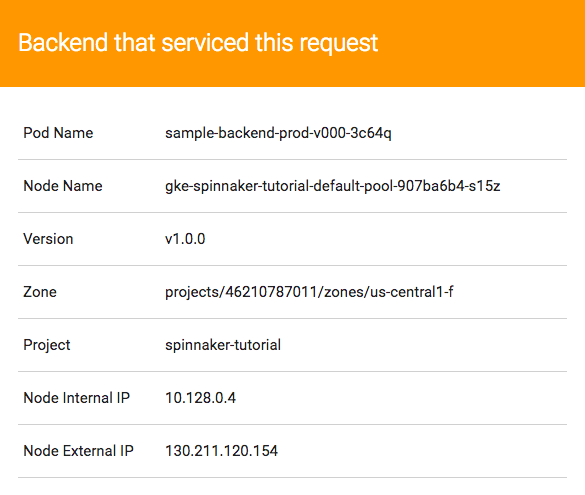 Backend that serviced this request
Pod Name sample-backend-prod-v000-3c64q
Node Name gke-spinnaker-tutorial-default-pool-907ba6b4-s15z
Version v1.0.0
Zone projects/46210787011/zones/us-central1-f
Project spinnaker-tutorial
Node Internal IP 10.128.0.4
Node External IP 130.211.120.154